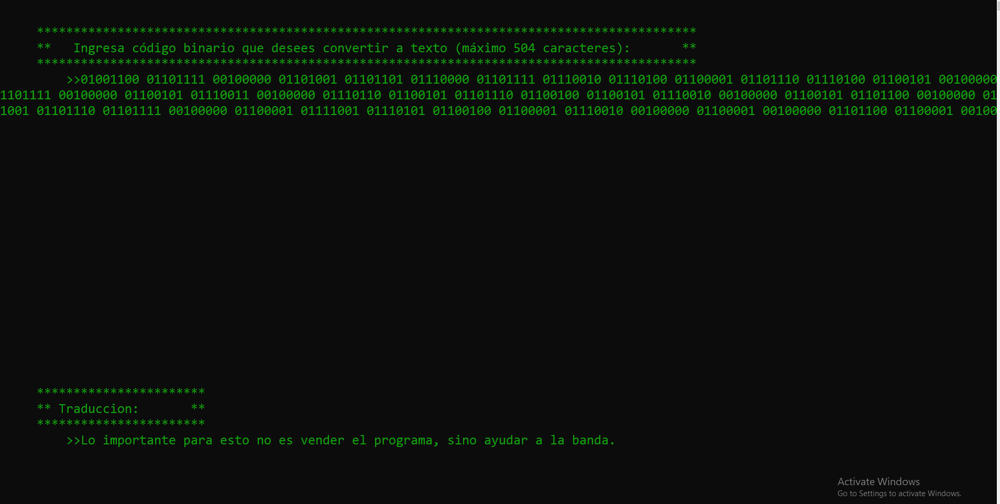 ******************************************************************************************
**   Ingresa código binario que desees convertir a texto (máximo 504 caracteres):       **
******************************************************************************************
>>01001100 01101111 00100000 01101001 01101101 01110000 01101111 01110010 01110100 01100001 01101110 01110100 01100101 00100000
1101111 00100000 01100101 01110011 00100000 01110110 01100101 01101110 01100100 01100101 01110010 00100000 01100101 01101100 00100000 01
1001 01101110 01101111 00100000 01100001 01111001 01110101 01100100 01100001 01110010 00100000 01100001 00100000 01101100 01100001 00100
***********************
** Traduccion:       **
***********************
>>Lo importante para esto no es vender el programa, sino ayudar a la banda.
Activate Windows
Go to Settings to activate Windows.